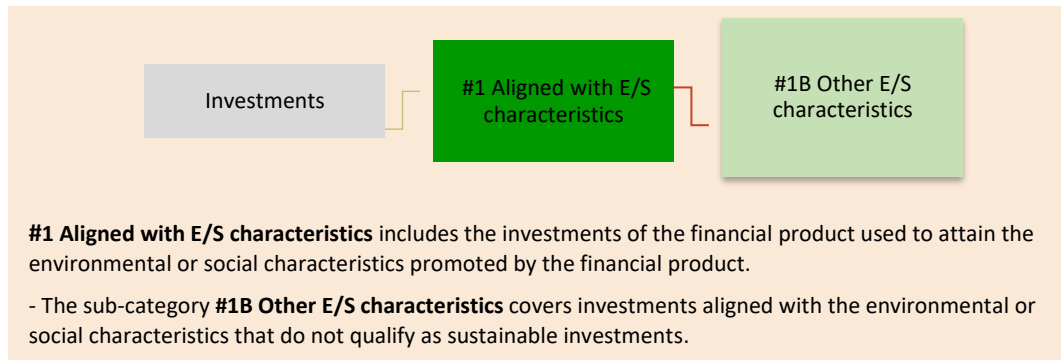 Investments
#1 Aligned with E/S
characteristics
#1B Other E/S
characteristics
#1 Aligned with E/S characteristics includes the investments of the financial product used to attain the
environmental or social characteristics promoted by the financial product.
- The sub-category #1B Other E/S characteristics covers investments aligned with the environmental or
social characteristics that do not qualify as sustainable investments.